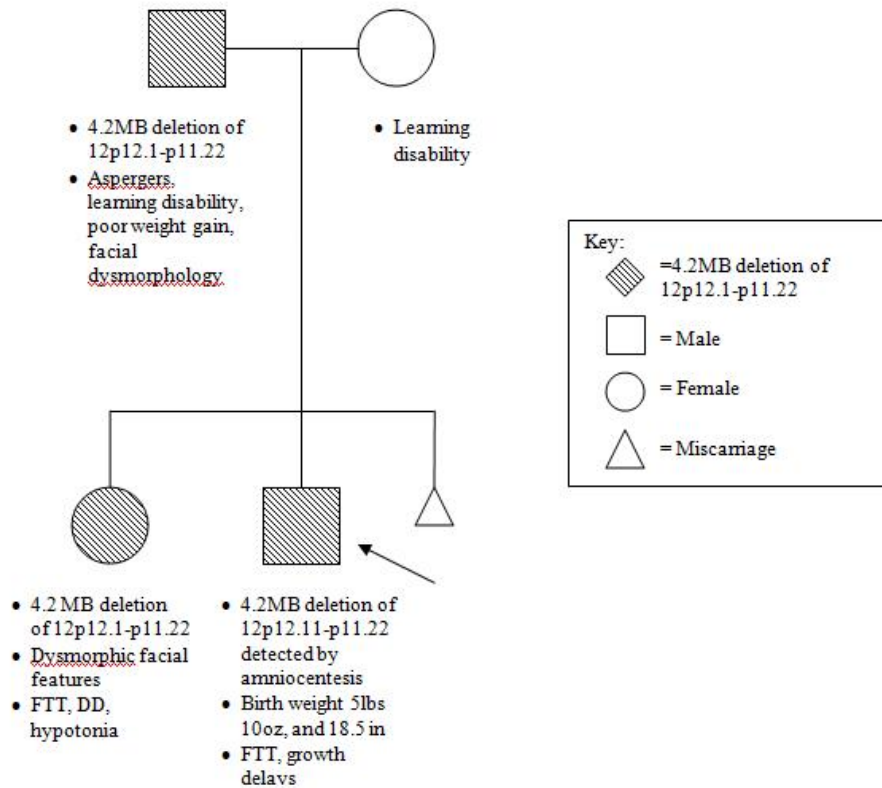 • 4.2MB deletion of
12p12.1-p11.22
• Aspergers,
learning disability,
poor weight gain,
facial
dysmorphology
• Learning
disability
Key:
=4.2MB deletion of
12p12.1-p11.22
= Male
= Female
= Miscarriage
• 4.2 MB deletion
of 12p12.1-p11.22
• Dysmorphic facial
features
• FTT, DD,
hypotonia
• 4.2MB deletion of
12p12.11-p11.22
detected by
amniocentesis
• Birth weight 5lbs
10oz, and 18.5 in
• FTT, growth
delays